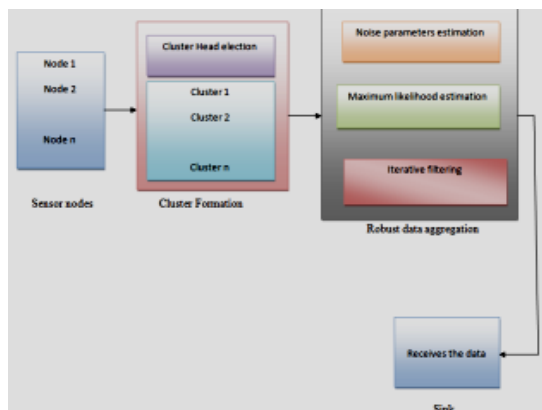 Node 1
Node 2
Node n
Sensor nodes
Cluster Head election
Cluster 1
Cluster 2
Cluster n
Cluster Formation
Noise parameters estimation
Maximum likelihood estimation
Iterative filtering
Robust data aggregation
Receives the data
Sink